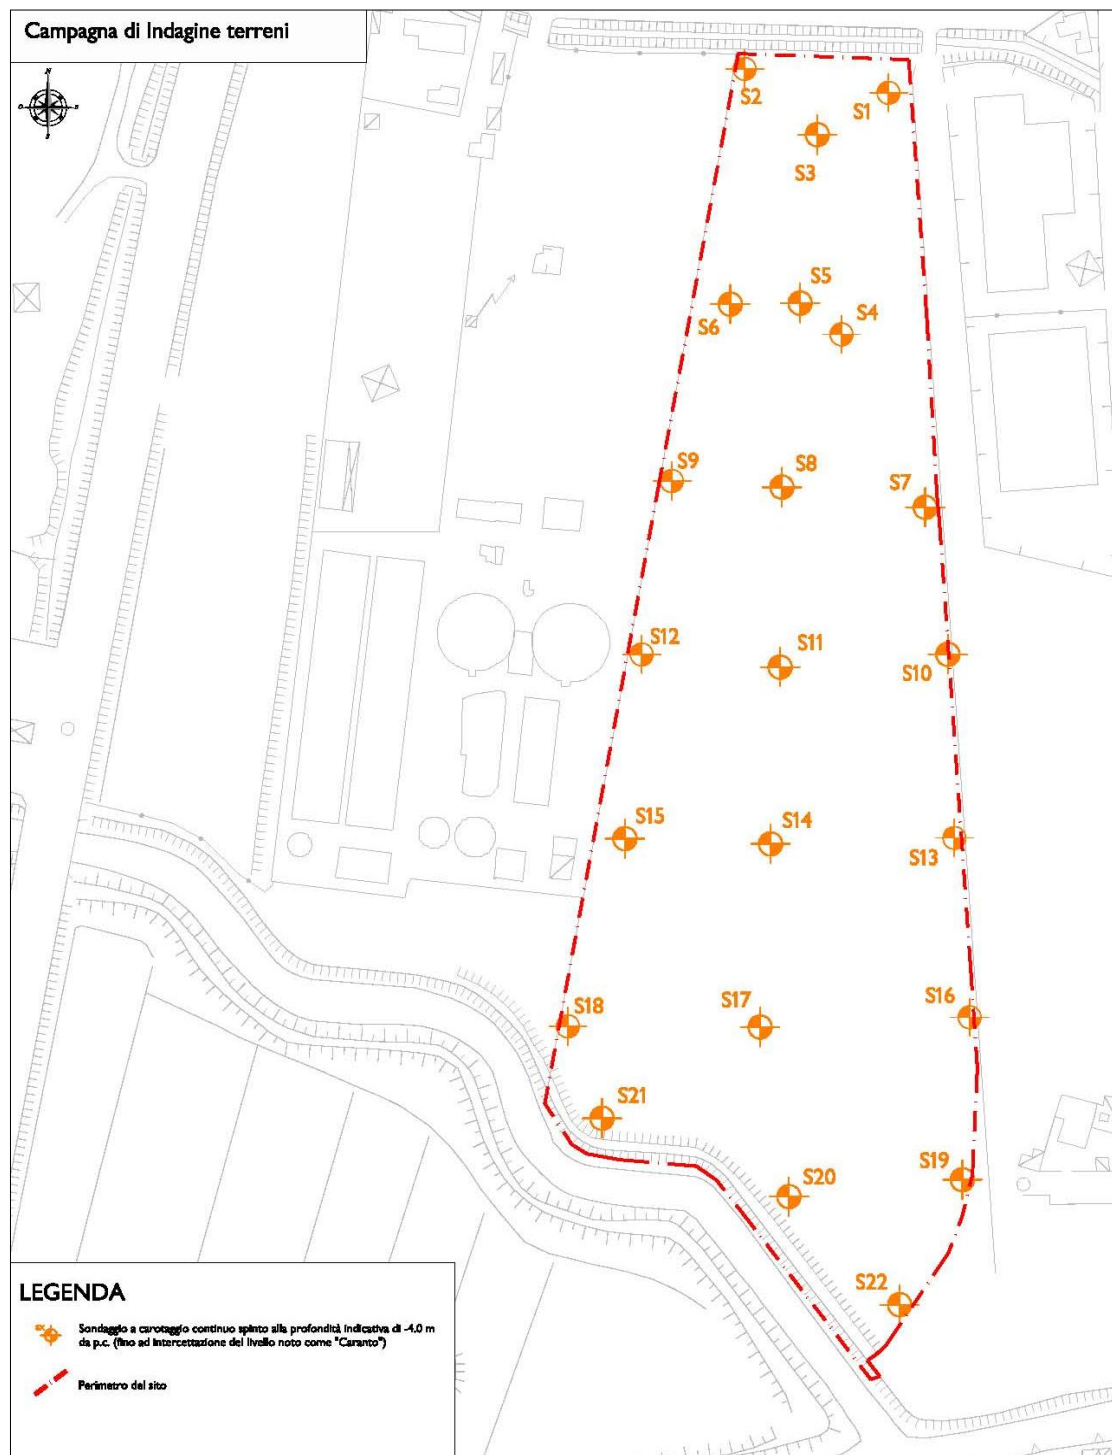 Campagna di Indagine terreni
N
O
E
S
S2
S1
S3
S5
S6
S4
S9
S8
S7
S12
S11
S10
S15
S14
S13
S18
S17
S16
S21
S20
S19
S22
LEGENDA
SX
Sondaggio a carotaggio continuo spinto alla profondità indicativa di -4.0 m
da p.c. (fino ad intercettazione del livello noto come "Caranto")
Perimetro del sito